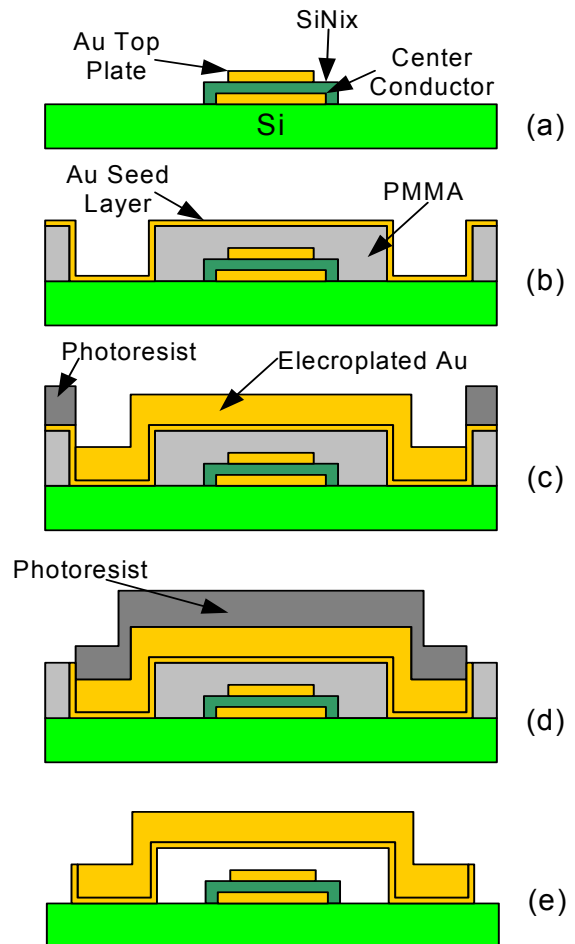 SiNix
Au Top
Plate
Center
Conductor
Si
(a)
Au Seed
Layer
PMMA
(b)
Photoresist
Elecroplated Au
(c)
Photoresist
(d)
(e)